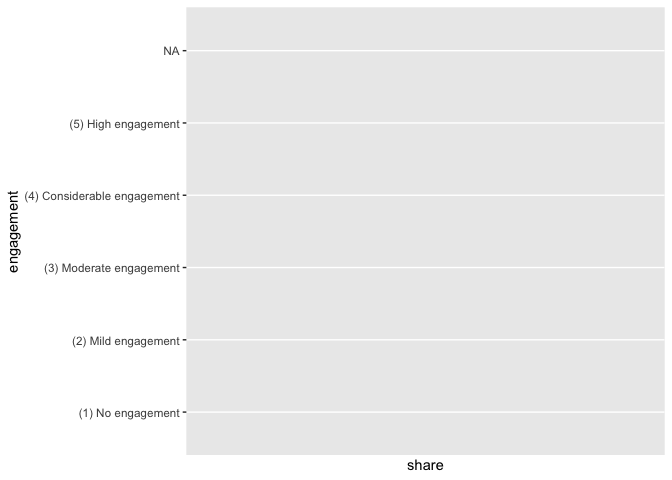 NA
(5) High engagement
(4) Considerable engagement
(3) Moderate engagement
(2) Mild engagement
(1) No engagement
engagement
share